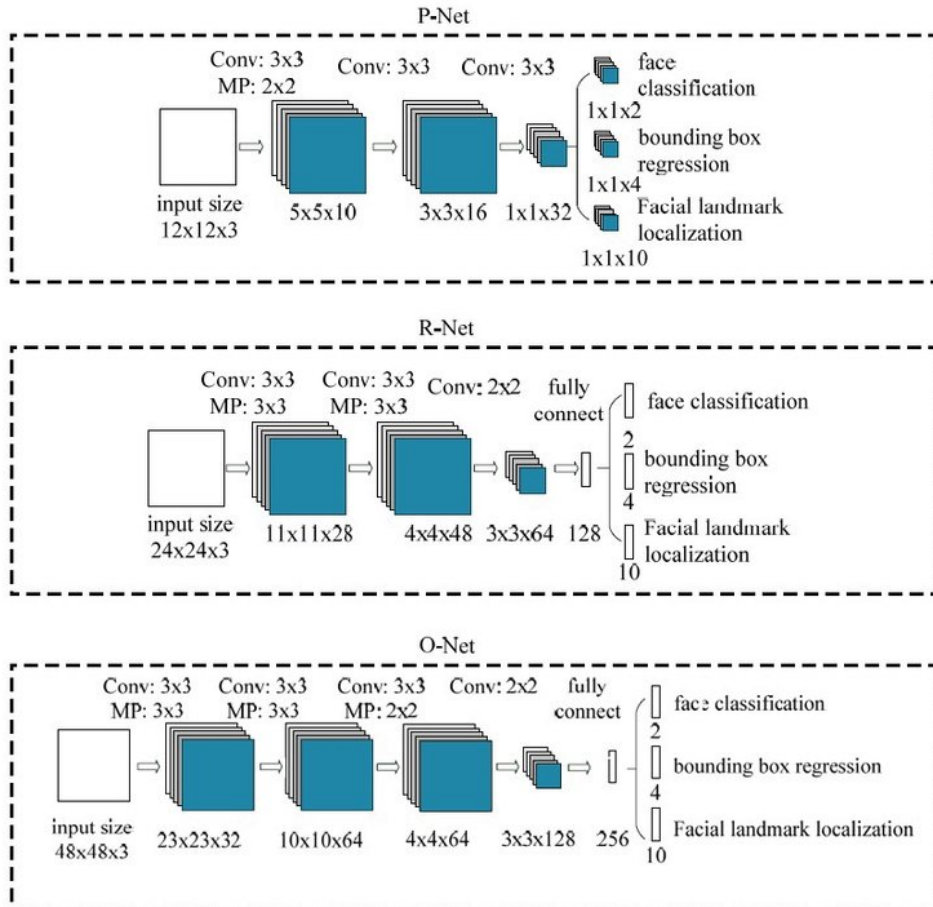 P-Net
Conv: 3x3
MP: 2x2
Conv: 3x3
Conv: 3x3
input size
12x12x3
5x5x10
3x3x16
1x1x32
face
classification
1x1x2
bounding box
regression
1x1x4
Facial landmark
localization
1x1x10
R-Net
Conv: 3x3
MP: 3x3
Conv: 3x3
MP: 3x3
Conv: 2x2
fully
connect
input size
24x24x3
11x11x28
4x4x48
3x3x64
128
face classification
2
bounding box
regression
4
Facial landmark
localization
10
O-Net
Conv: 3x3
MP: 3x3
Conv: 3x3
MP: 3x3
Conv: 3x3
MP: 2x2
Conv: 2x2
fully
connect
input size
48x48x3
23x23x32
10x10x64
4x4x64
3x3x128
256
face classification
2
bounding box regression
4
Facial landmark localization
10